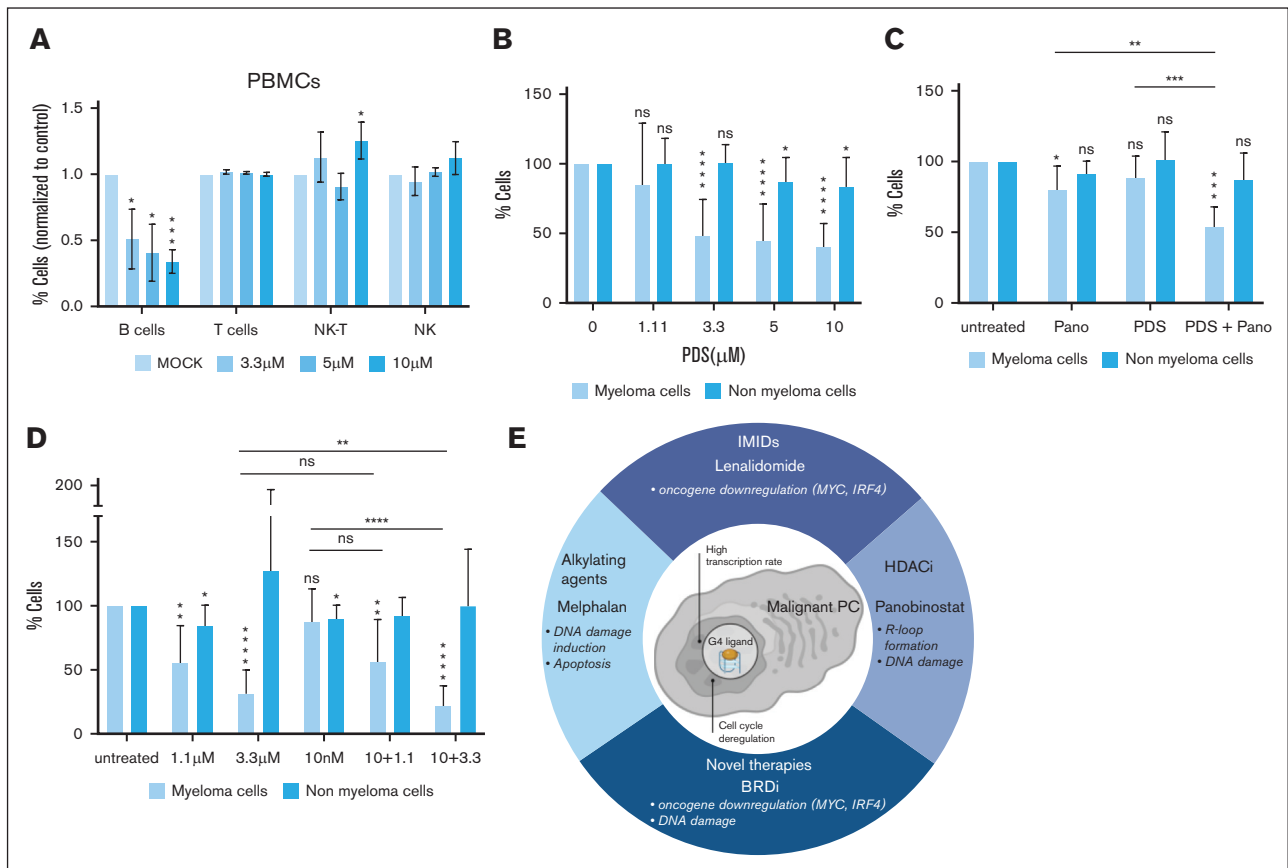 A
PBMCs
% Cells (normalized to control)
1.5
1.0
0.5
0.0
*
*
***
*
B cells
T cells
NK-T
NK
MOCK
3.3μM
5μM
10μM
B
% Cells
150
100
50
0
ns
ns
****
ns
****
*
****
*
0
1.11
3.3
5
10
PDS(μM)
Myeloma cells
Non myeloma cells
C
**
***
% Cells
150
100
50
0
*
ns
ns
ns
***
ns
untreated
Pano
PDS
PDS + Pano
Myeloma cells
Non myeloma cells
D
**
ns
****
ns
% Cells
200
150
100
50
0
**
*
****
ns
*
**
****
untreated
1.1μM
3.3μM
10nM
10+1.1
10+3.3
Myeloma cells
Non myeloma cells
E
IMIDs
Lenalidomide
• oncogene downregulation (MYC, IRF4)
Alkylating
agents
Melphalan
• DNA damage
induction
• Apoptosis
High
transcription rate
Malignant PC
G4 ligand
Cell cycle
deregulation
HDACi
Panobinostat
• R-loop
formation
• DNA damage
Novel therapies
BRDi
• oncogene downregulation (MYC, IRF4)
• DNA damage